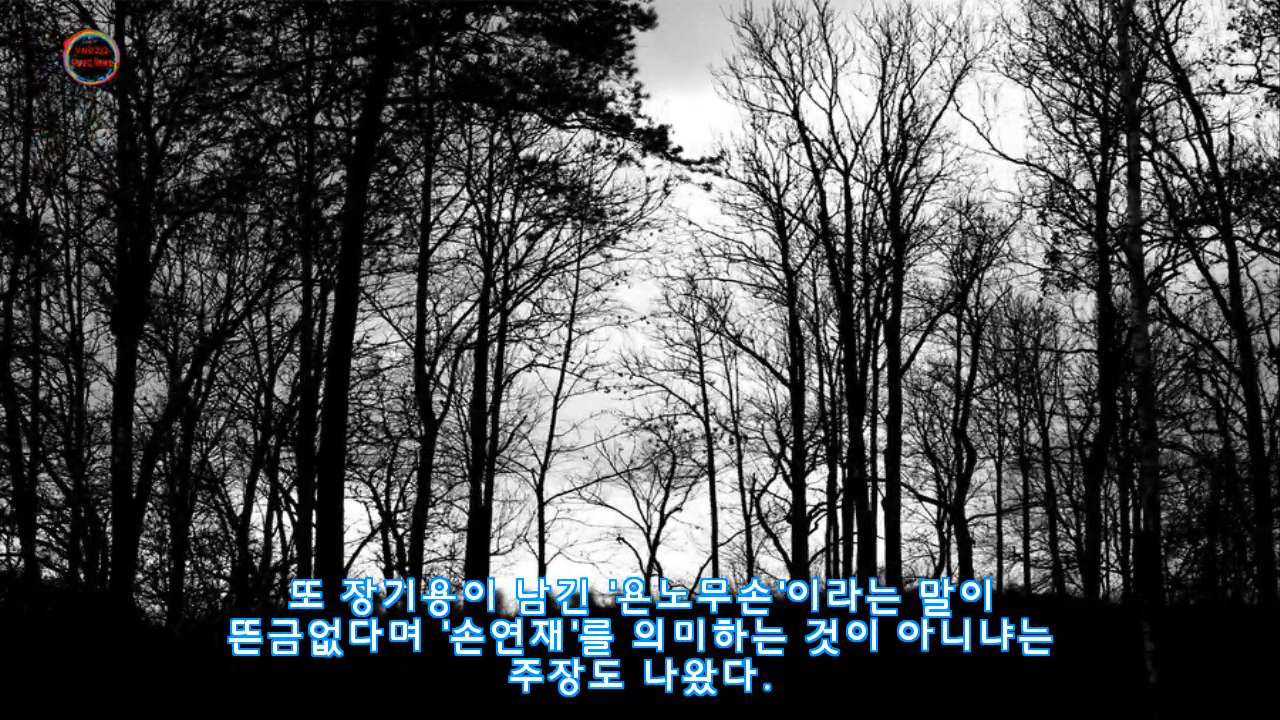 또 장기용이 남긴 '욘노무손'이라는 말이
뜬금없다며 '손연재'를 의미하는 것이 아니냐는
주장도 나왔다.